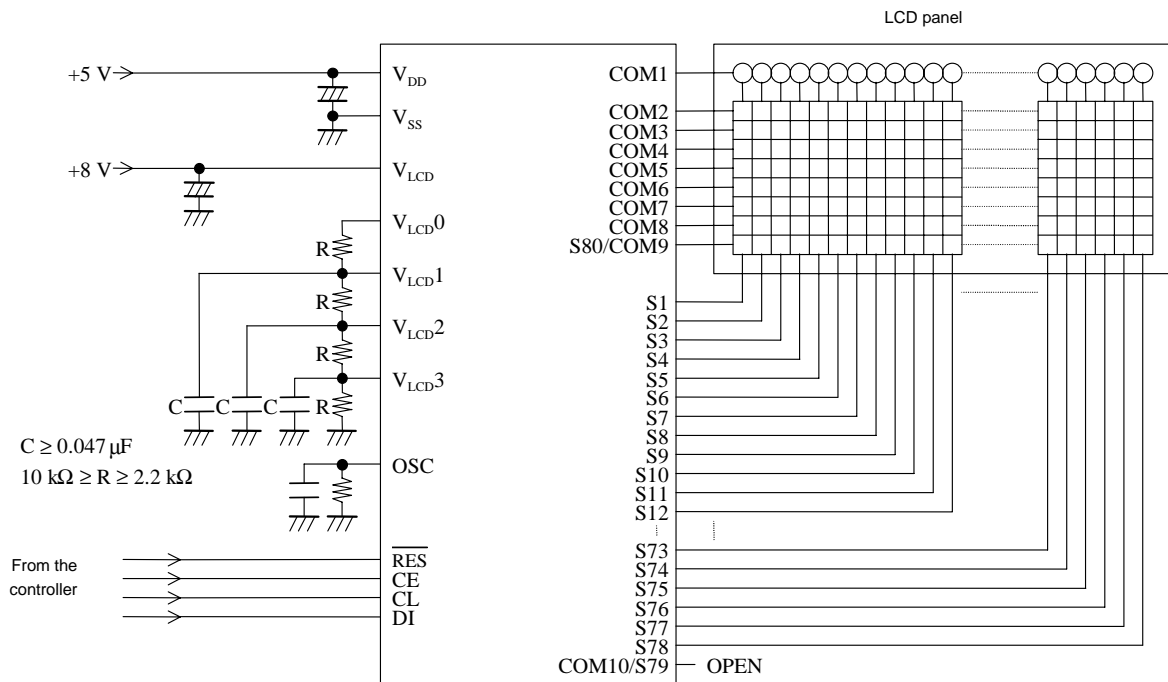 LCD panel
+5 V
V_DD
V_SS
+8 V
V_LCD
V_LCD0
R
V_LCD1
R
V_LCD2
R
V_LCD3
C
C
C
R
C ≥ 0.047 μF
10 kΩ ≥ R ≥ 2.2 kΩ
OSC
From the
controller
R̅E̅S̅
CE
CL
DI
COM1
COM2
COM3
COM4
COM5
COM6
COM7
COM8
S80/COM9
S1
S2
S3
S4
S5
S6
S7
S8
S9
S10
S11
S12
S73
S74
S75
S76
S77
S78
COM10/S79
OPEN